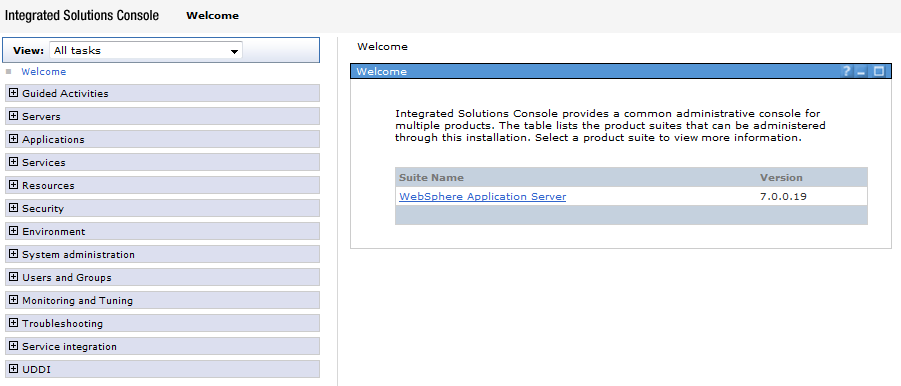 Integrated Solutions Console Welcome
View: All tasks
Welcome
Guided Activities
Servers
Applications
Services
Resources
Security
Environment
System administration
Users and Groups
Monitoring and Tuning
Troubleshooting
Service integration
UDDI
Welcome
Welcome ?
Integrated Solutions Console provides a common administrative console for
multiple products. The table lists the product suites that can be administered
through this installation. Select a product suite to view more information.
Suite Name Version
WebSphere Application Server 7.0.0.19